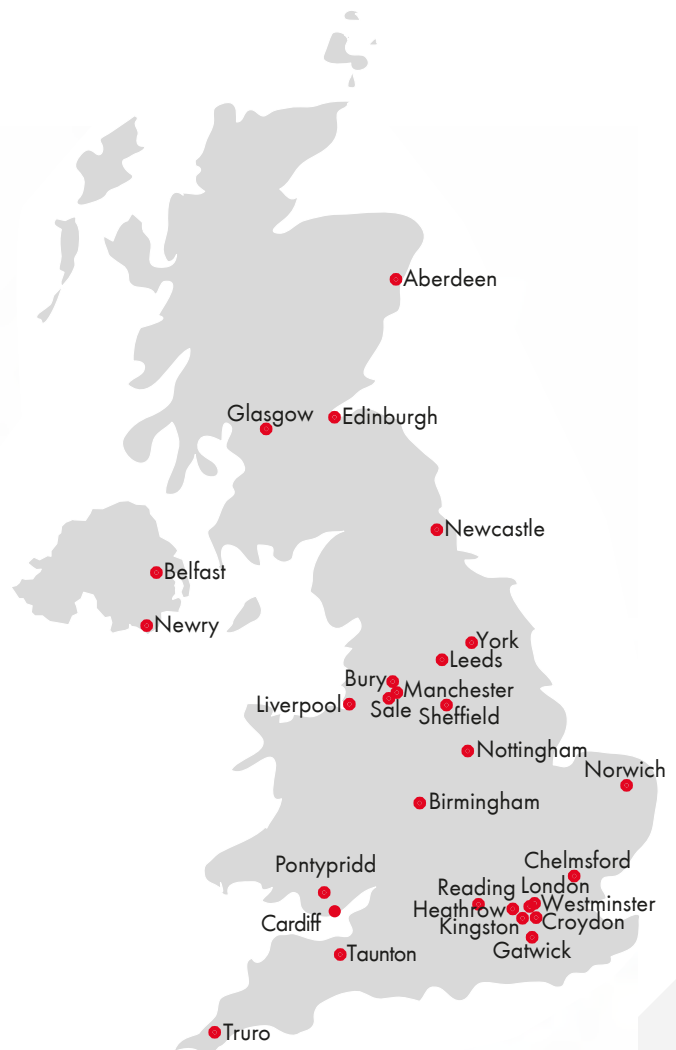 Aberdeen
Glasgow
Edinburgh
Newcastle
Belfast
Newry
York
Leeds
Bury
Manchester
Liverpool
Sale
Sheffield
Nottingham
Norwich
Birmingham
Chelmsford
Pontypridd
Reading
London
Westminster
Heathrow
Cardiff
Kingston
Croydon
Gatwick
Taunton
Truro